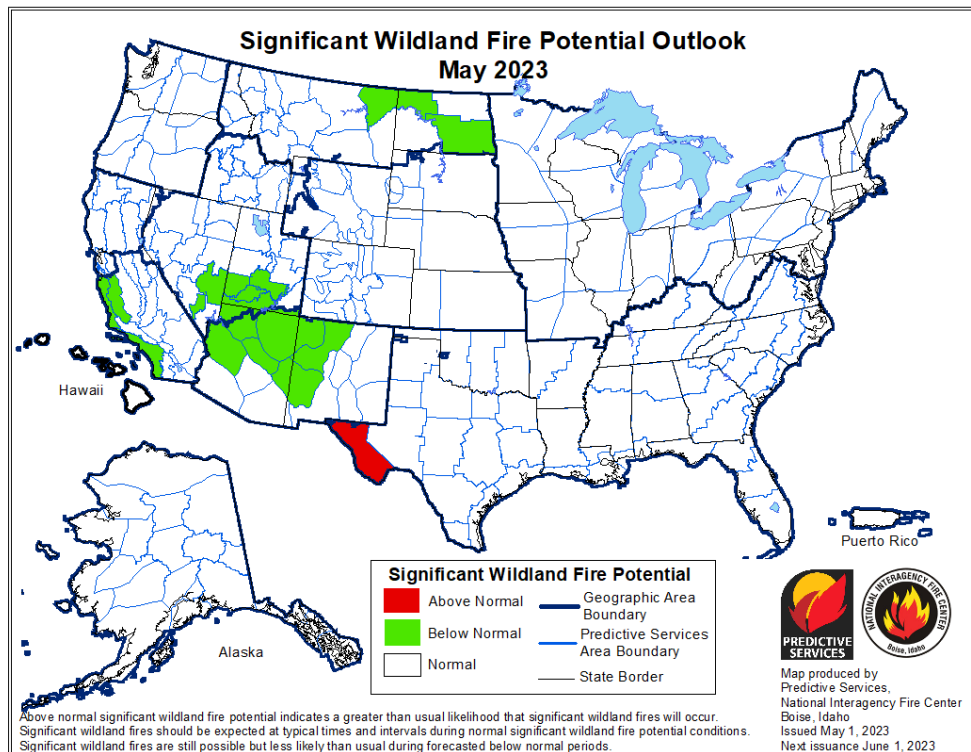 Significant Wildland Fire Potential Outlook
May 2023
Hawaii
Alaska
Puerto Rico
Significant Wildland Fire Potential
Above Normal
Below Normal
Normal
Geographic Area
Boundary
Predictive Services
Area Boundary
State Border
PREDICTIVE
SERVICES
NATIONAL INTERAGENCY FIRE CENTER
Boise, Idaho
Map produced by
Predictive Services,
National Interagency Fire Center
Boise, Idaho
Issued May 1, 2023
Next issuance June 1, 2023
Above normal significant wildland fire potential indicates a greater than usual likelihood that significant wildland fires will occur.
Significant wildland fires should be expected at typical times and intervals during normal significant wildland fire potential conditions.
Significant wildland fires are still possible but less likely than usual during forecasted below normal periods.